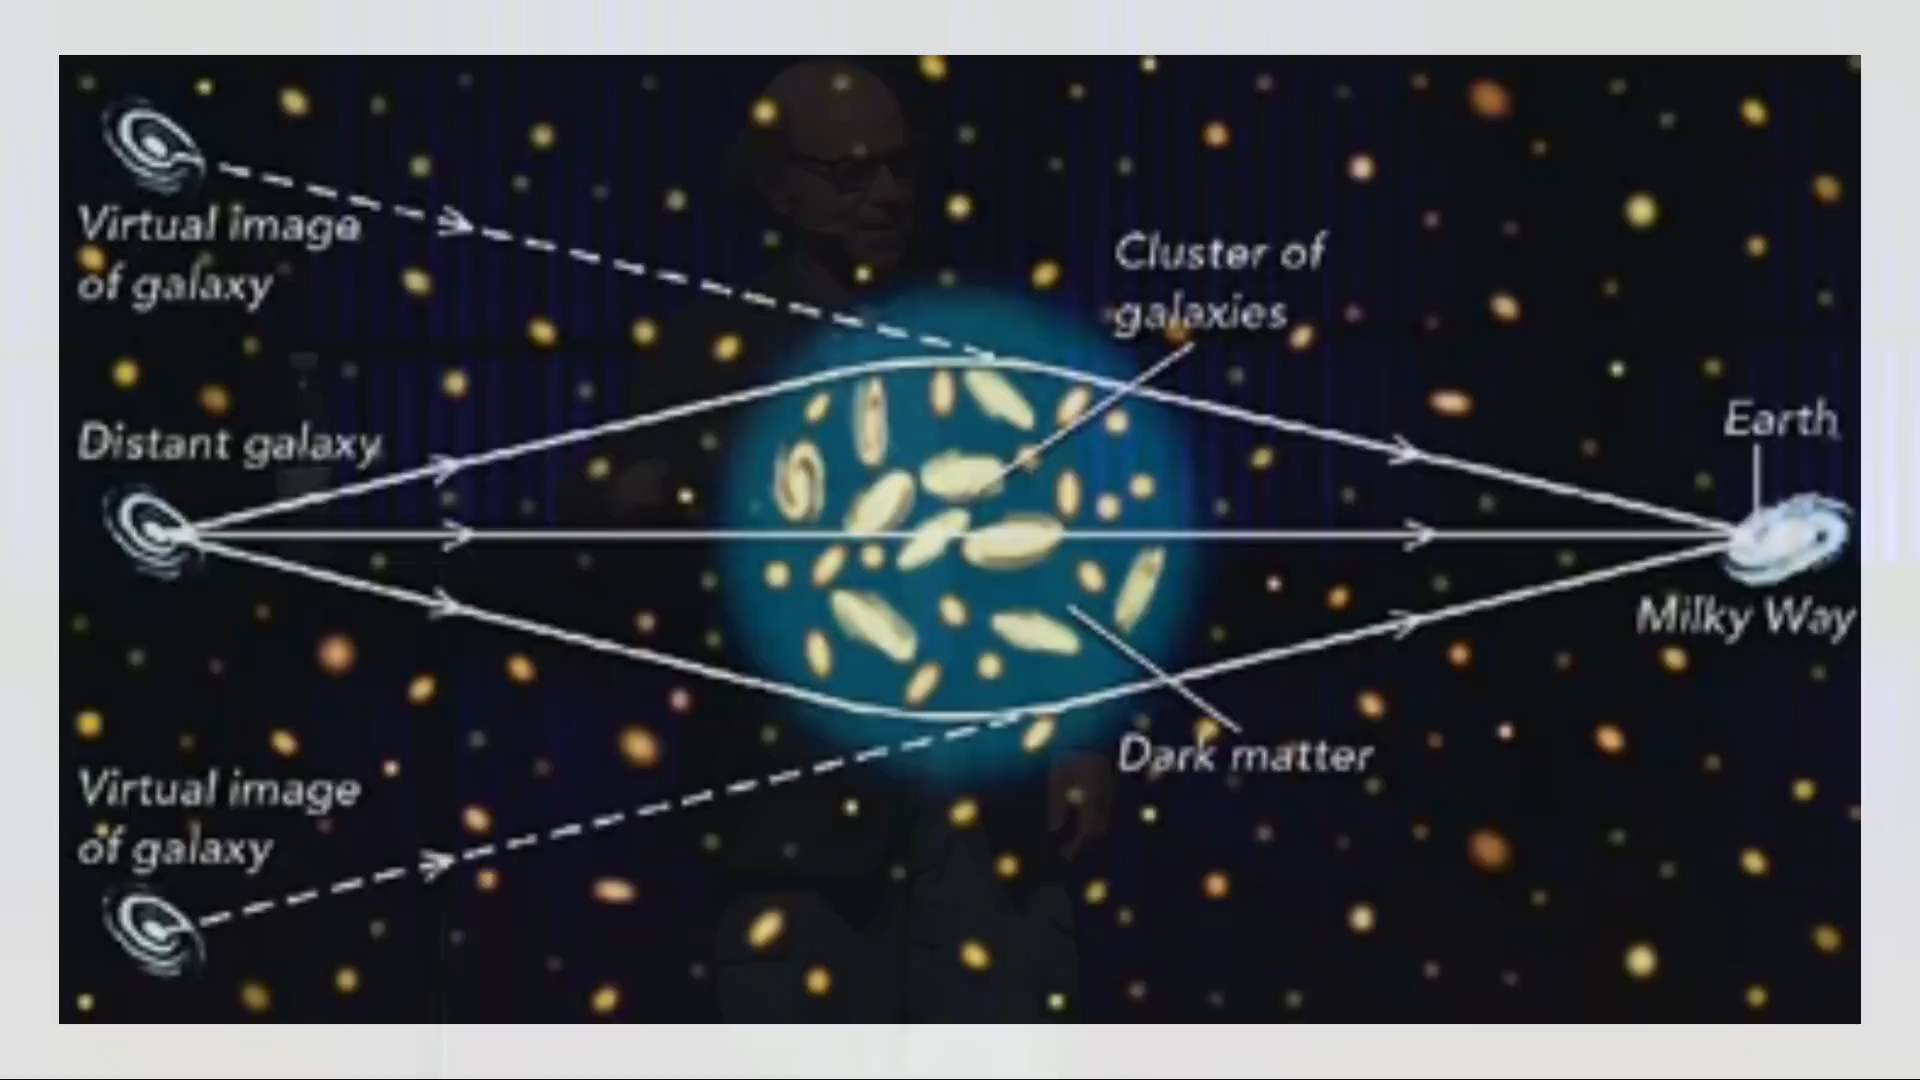 Virtual image
of galaxy
Cluster of
galaxies
Distant galaxy
Earth
Milky Way
Dark matter
Virtual image
of galaxy